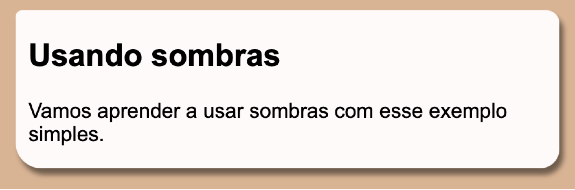 Usando sombras
Vamos aprender a usar sombras com esse exemplo
simples.